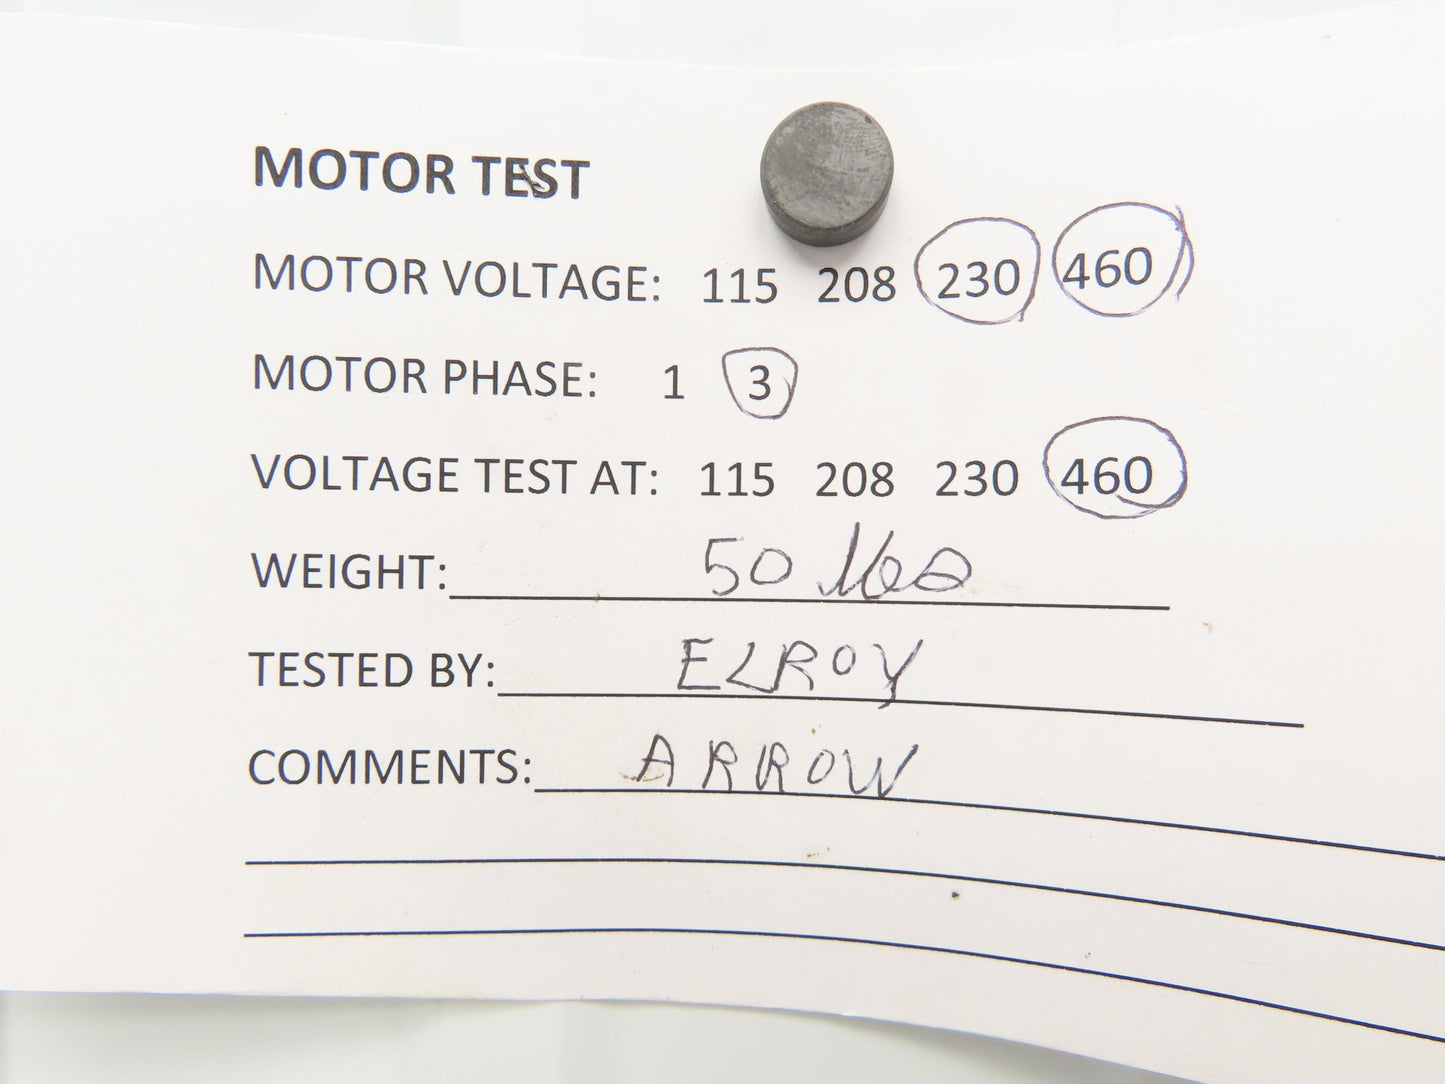 MOTOR TEST
MOTOR VOLTAGE: 115 208 230 460
MOTOR PHASE: 1 3
VOLTAGE TEST AT: 115 208 230 460
WEIGHT: 50 lbs
TESTED BY: ELROY
COMMENTS: ARROW